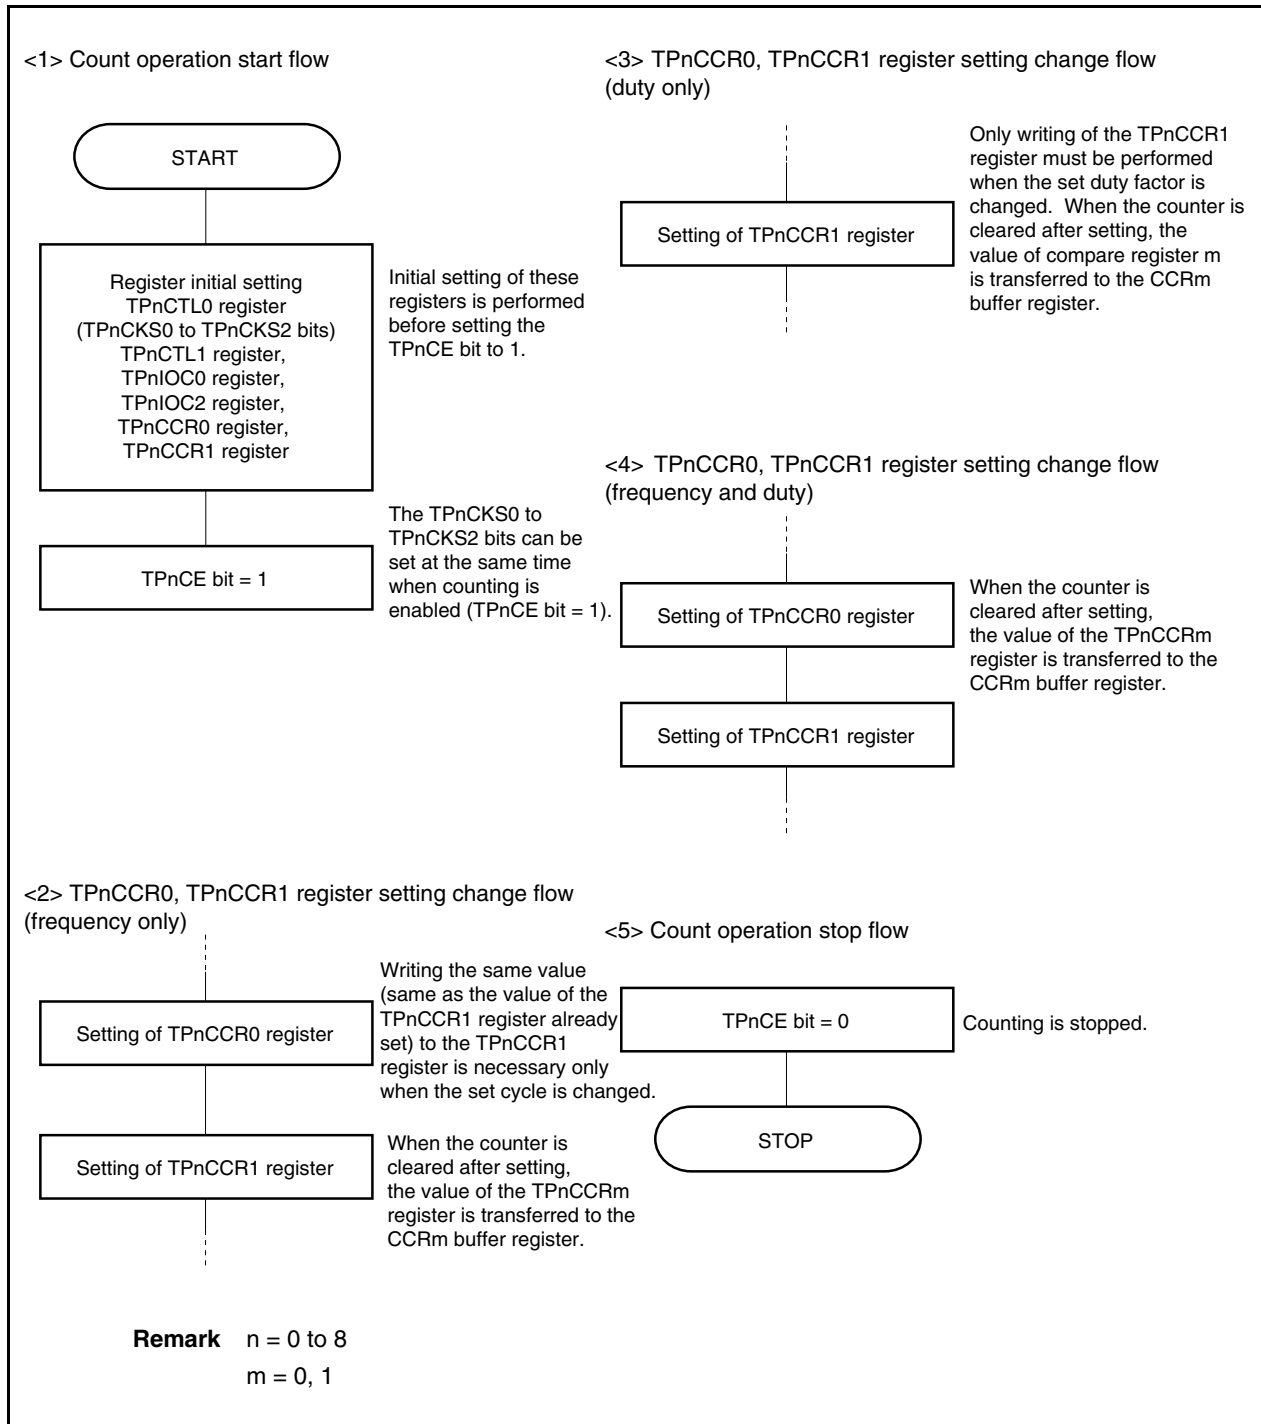 <1> Count operation start flow
START
Register initial setting
TPnCTL0 register
(TPnCKS0 to TPnCKS2 bits)
TPnCTL1 register,
TPnIOC0 register,
TPnIOC2 register,
TPnCCR0 register,
TPnCCR1 register
Initial setting of these
registers is performed
before setting the
TPnCE bit to 1.
TPnCE bit = 1
The TPnCKS0 to
TPnCKS2 bits can be
set at the same time
when counting is
enabled (TPnCE bit = 1).
<2> TPnCCR0, TPnCCR1 register setting change flow
(frequency only)
Setting of TPnCCR0 register
Writing the same value
(same as the value of the
TPnCCR1 register already
set) to the TPnCCR1
register is necessary only
when the set cycle is changed.
Setting of TPnCCR1 register
When the counter is
cleared after setting,
the value of the TPnCCRm
register is transferred to the
CCRm buffer register.
<3> TPnCCR0, TPnCCR1 register setting change flow
(duty only)
Setting of TPnCCR1 register
Only writing of the TPnCCR1
register must be performed
when the set duty factor is
changed. When the counter is
cleared after setting, the
value of compare register m
is transferred to the CCRm
buffer register.
<4> TPnCCR0, TPnCCR1 register setting change flow
(frequency and duty)
Setting of TPnCCR0 register
When the counter is
cleared after setting,
the value of the TPnCCRm
register is transferred to the
CCRm buffer register.
Setting of TPnCCR1 register
<5> Count operation stop flow
TPnCE bit = 0
Counting is stopped.
STOP
Remark n = 0 to 8
m = 0, 1